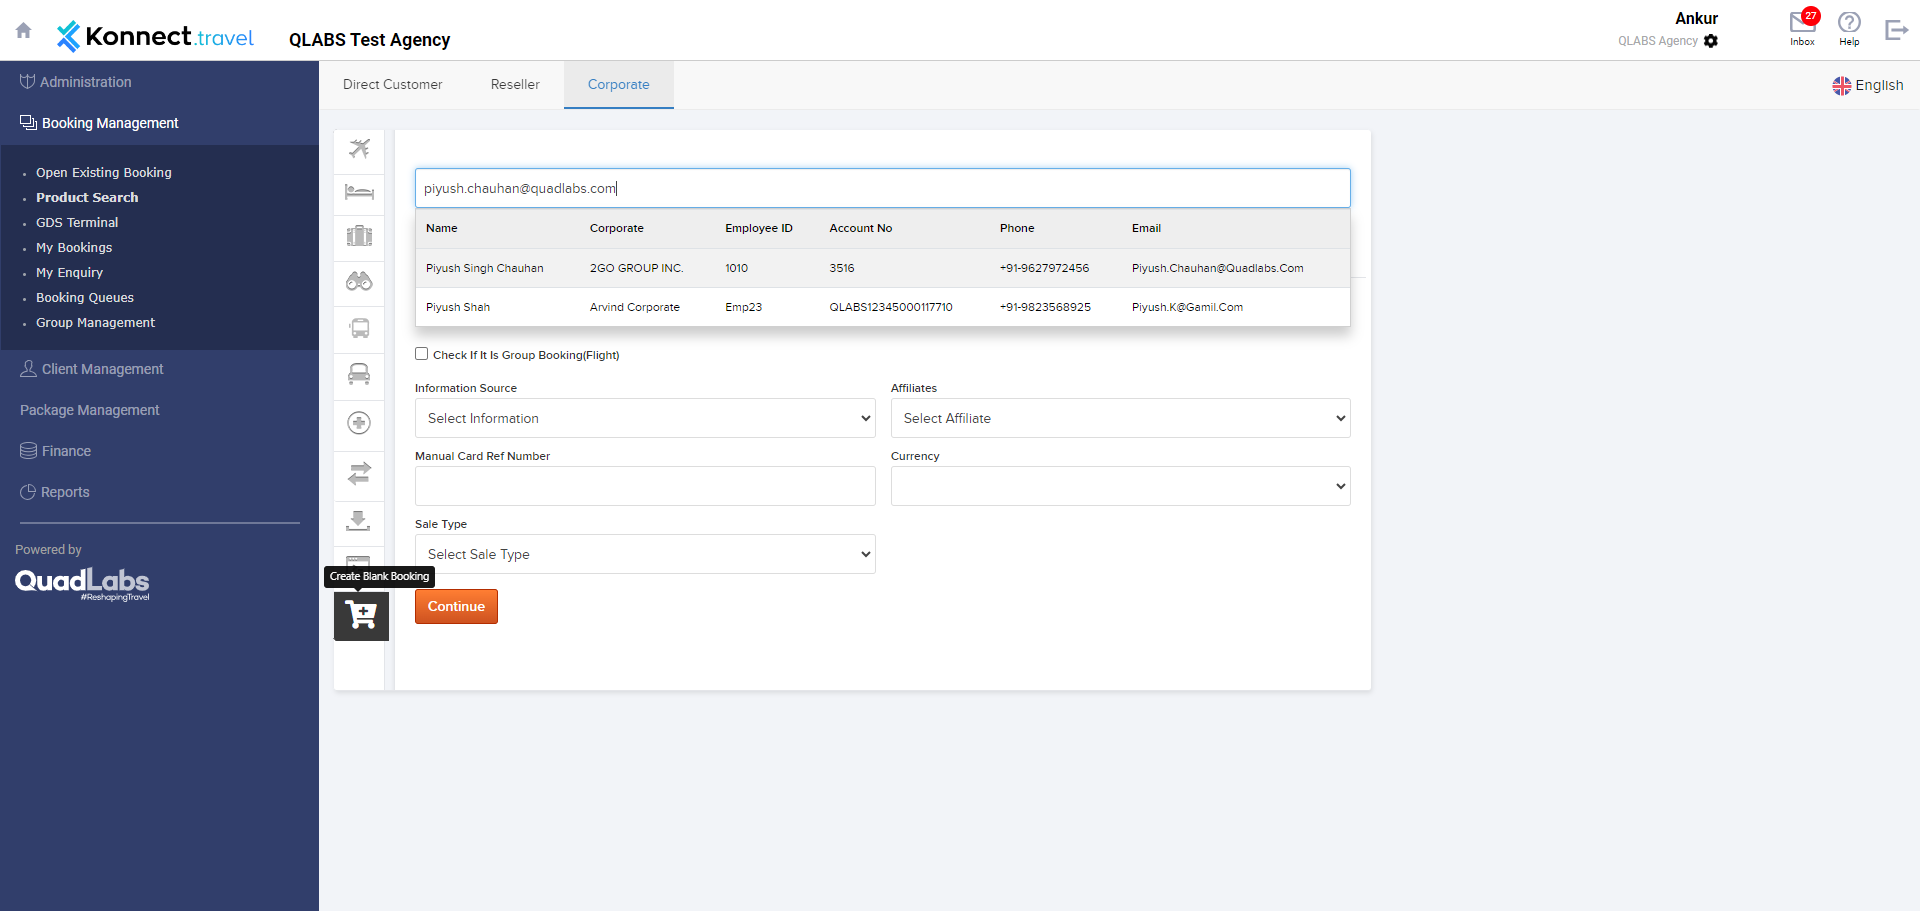 Konnect.travel
QLABS Test Agency
Ankur
QLABS Agency
27
Inbox
Help
Administration
Booking Management
Open Existing Booking
Product Search
GDS Terminal
My Bookings
My Enquiry
Booking Queues
Group Management
Client Management
Package Management
Finance
Reports
Powered by
QuadLabs
#ReshapingTravel
Direct Customer Reseller Corporate
English
piyush.chauhan@quadlabs.com
Name Corporate Employee ID Account No Phone Email
Piyush Singh Chauhan 2GO GROUP INC. 1010 3516 +91-9627972456 Piyush.Chauhan@Quadlabs.Com
Piyush Shah Arvind Corporate Emp23 QLABS12345000117710 +91-9823568925 Piyush.K@Gamil.Com
Check If It Is Group Booking(Flight)
Information Source Affiliates
Select Information Select Affiliate
Manual Card Ref Number Currency
Sale Type
Select Sale Type
Create Blank Booking
Continue